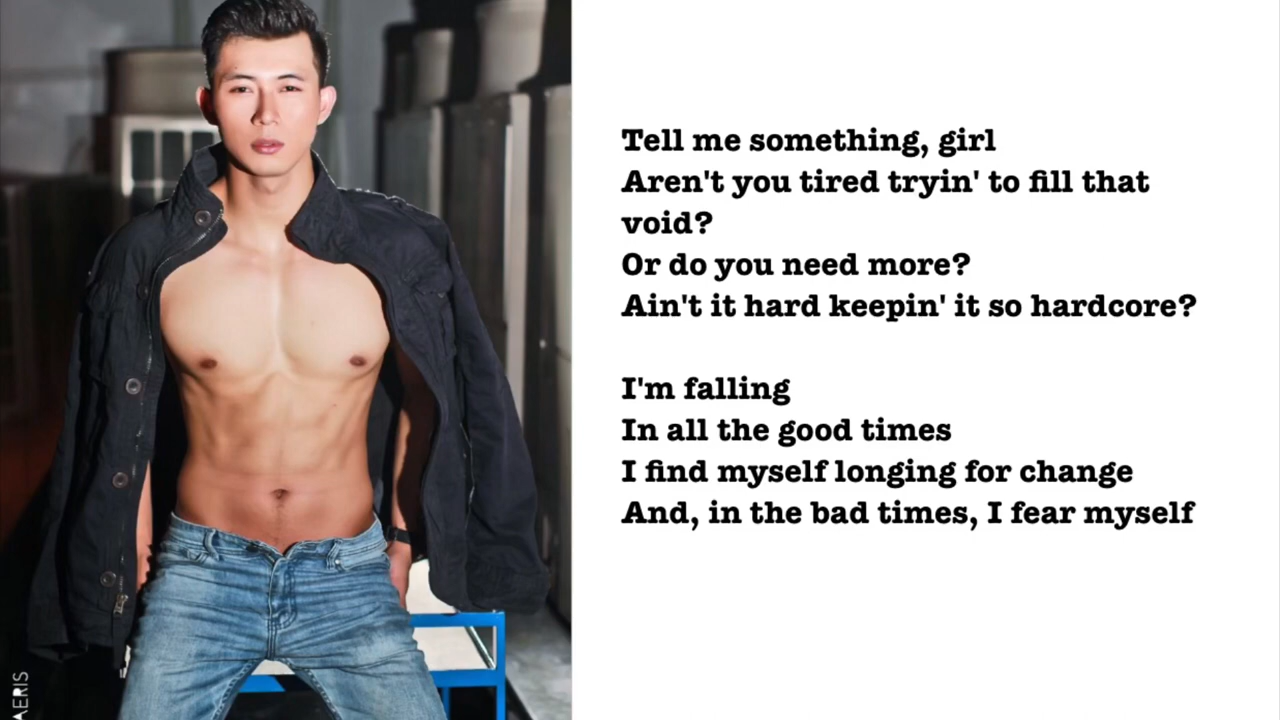 Tell me something, girl
Aren't you tired tryin' to fill that
void?
Or do you need more?
Ain't it hard keepin' it so hardcore?
I'm falling
In all the good times
I find myself longing for change
And, in the bad times, I fear myself
AERIS